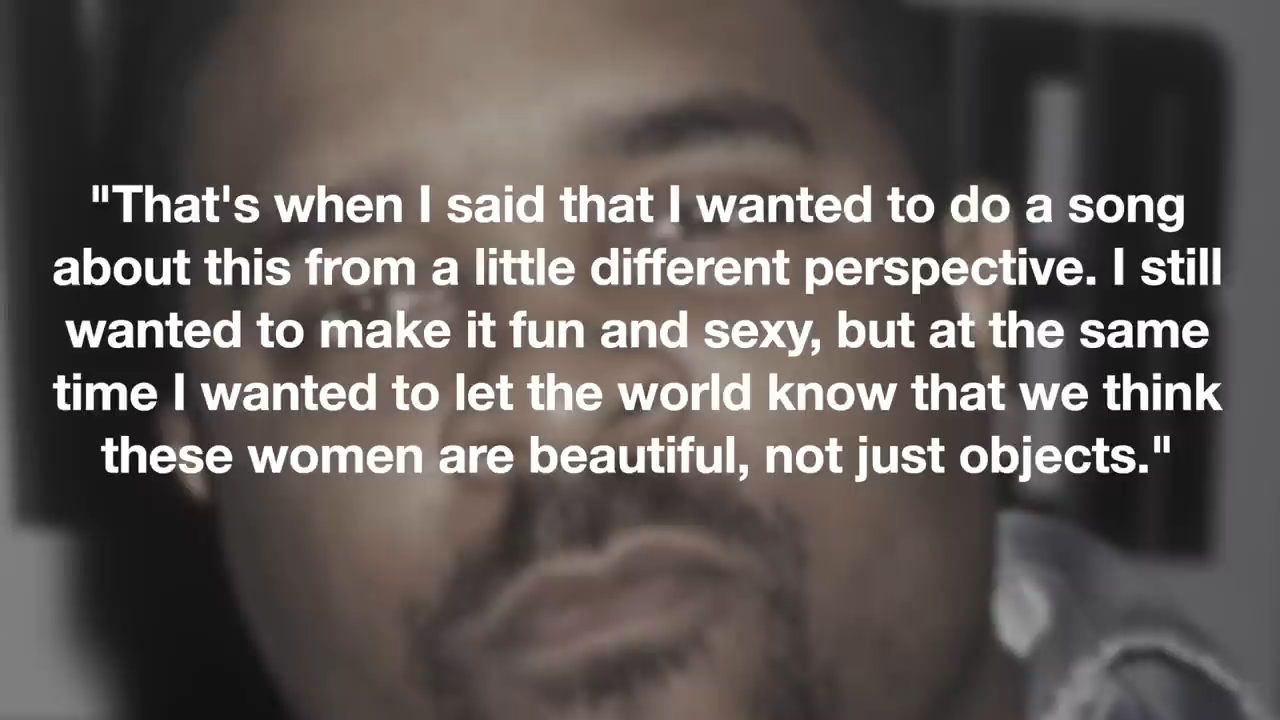 "That's when I said that I wanted to do a song
about this from a little different perspective. I still
wanted to make it fun and sexy, but at the same
time I wanted to let the world know that we think
these women are beautiful, not just objects."